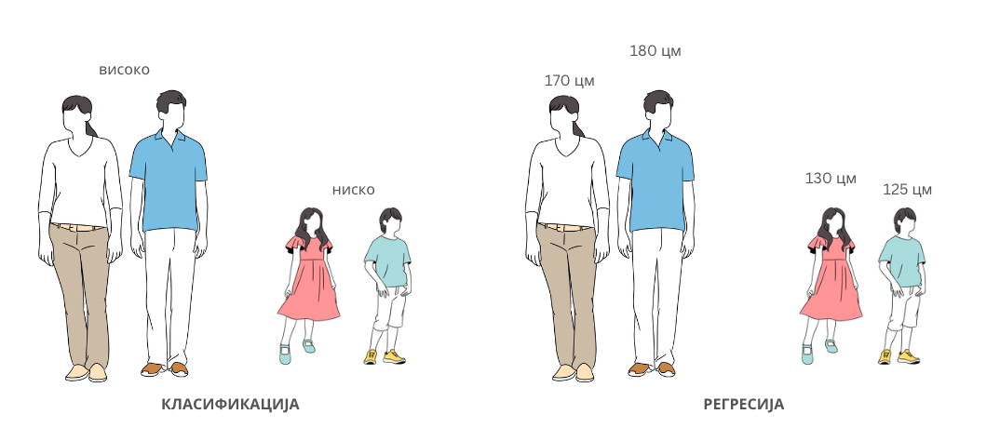 високо
ниско
КЛАСИФИКАЦИЈА
180 цм
170 цм
130 цм
125 цм
РЕГРЕСИЈА